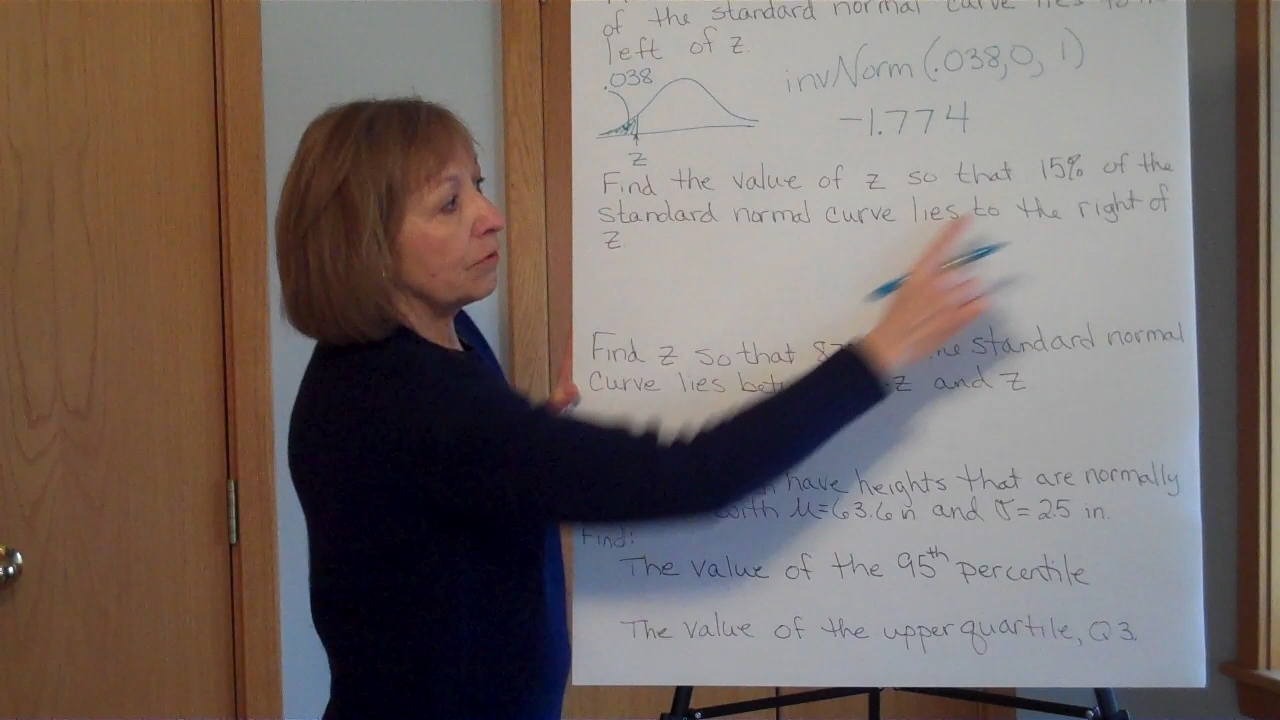 of the standard normal curve lies to
left of z.
.038
invNorm(.038,0, 1)
-1.774
z
Find the value of z so that 15% of the
standard normal curve lies to the right of
z.
Find z so that standard normal
curve lies -z and z
have heights that are normally
μ=63.6 in and σ=2.5 in.
Find:
The value of the 95th percentile
The value of the upper quartile, Q3.